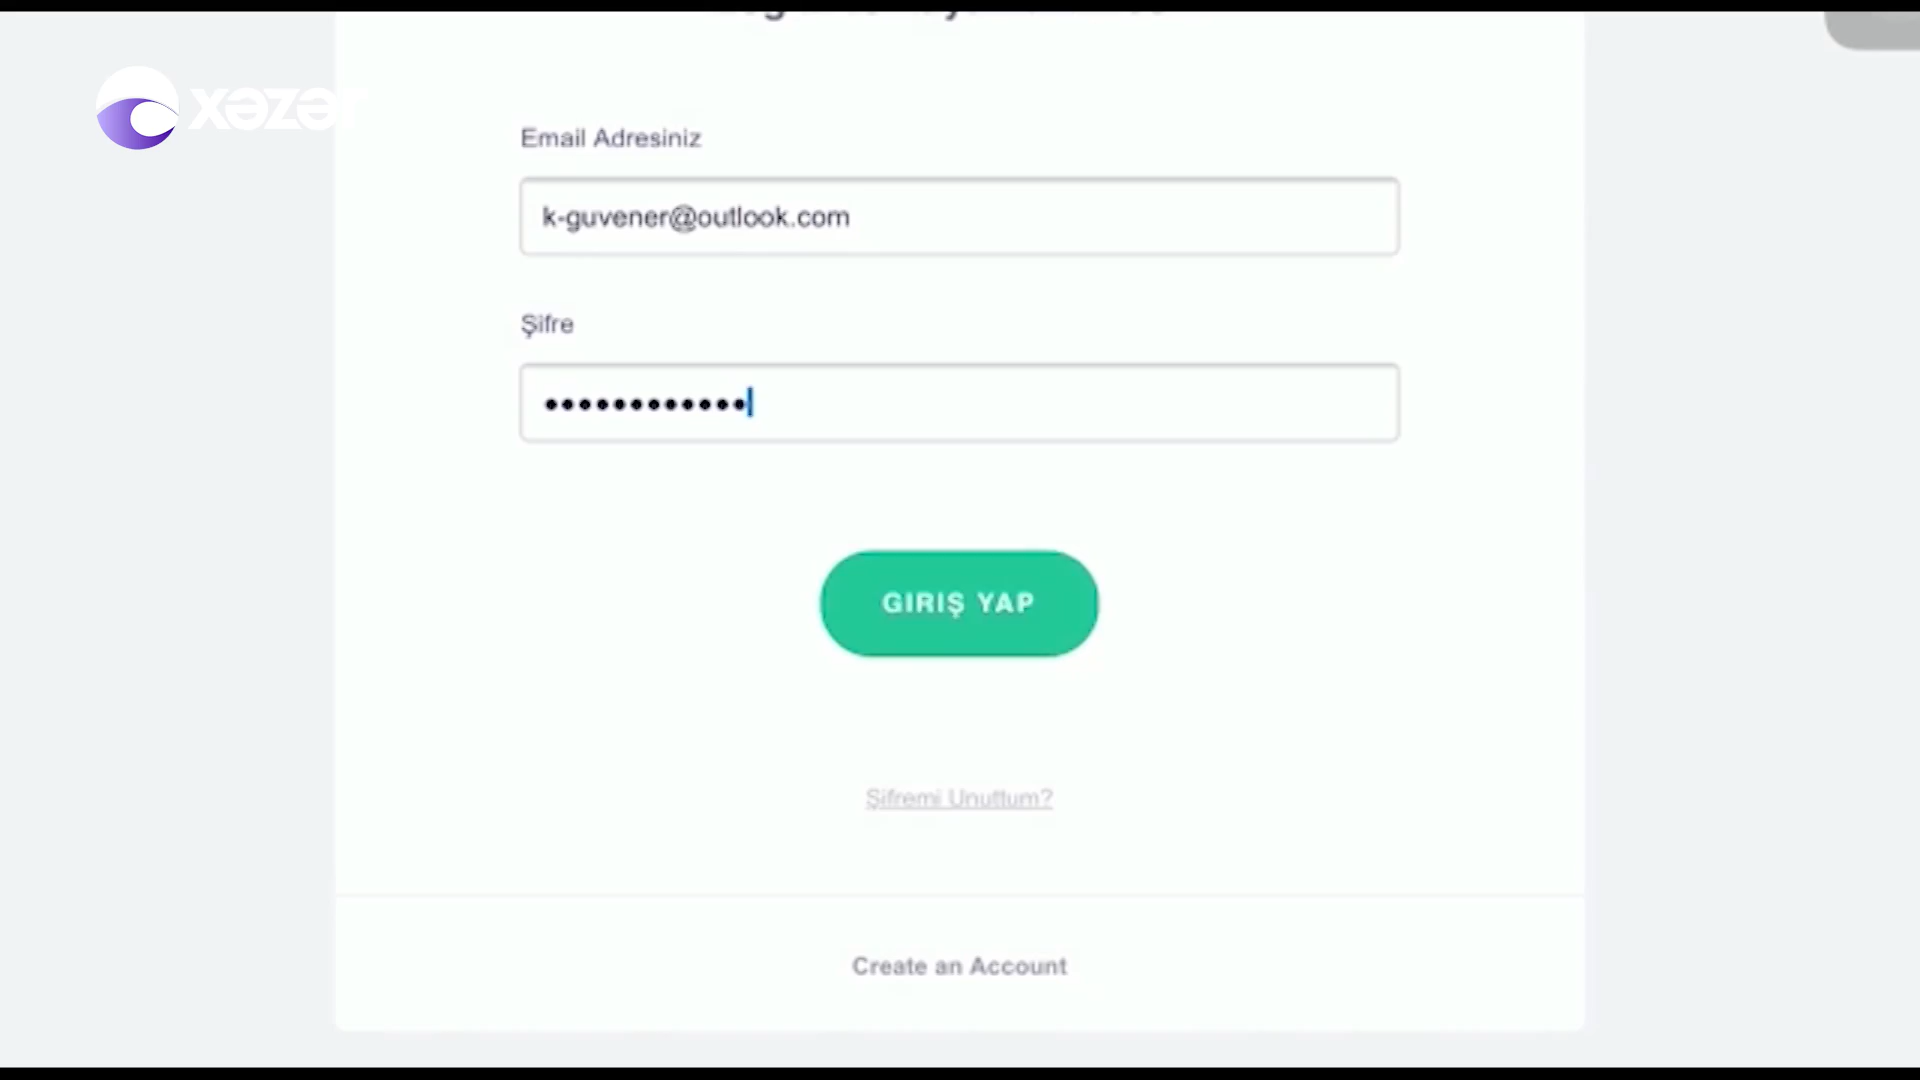 xəzər
Email Adresiniz
k-guvener@outlook.com
Şifre
••••••••••••
GIRIŞ YAP
Şifremi Unuttum?
Create an Account